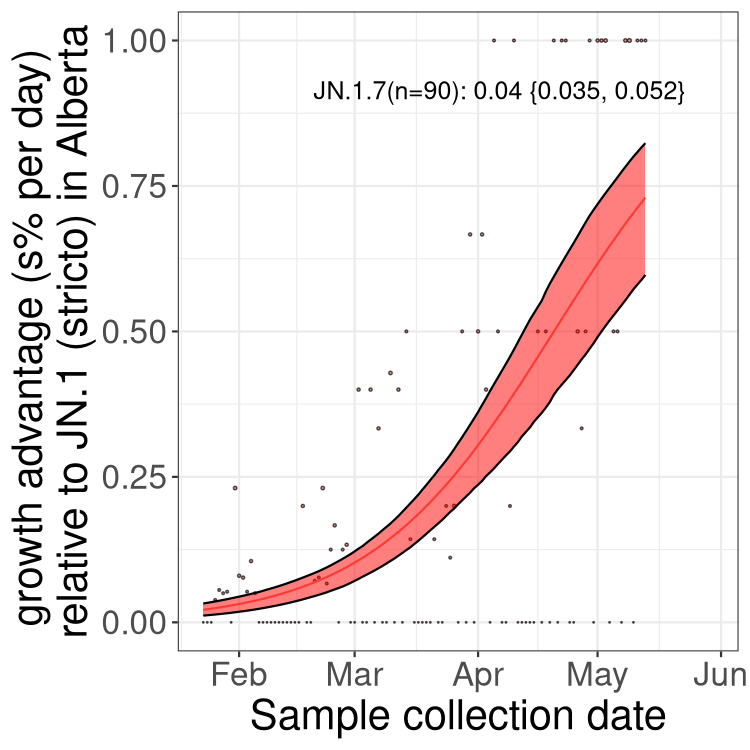 growth advantage (s% per day)
relative to JN.1 (stricto) in Alberta
1.00
0.75
0.50
0.25
0.00
JN.1.7(n=90): 0.04 {0.035, 0.052}
Feb Mar Apr May Jun
Sample collection date